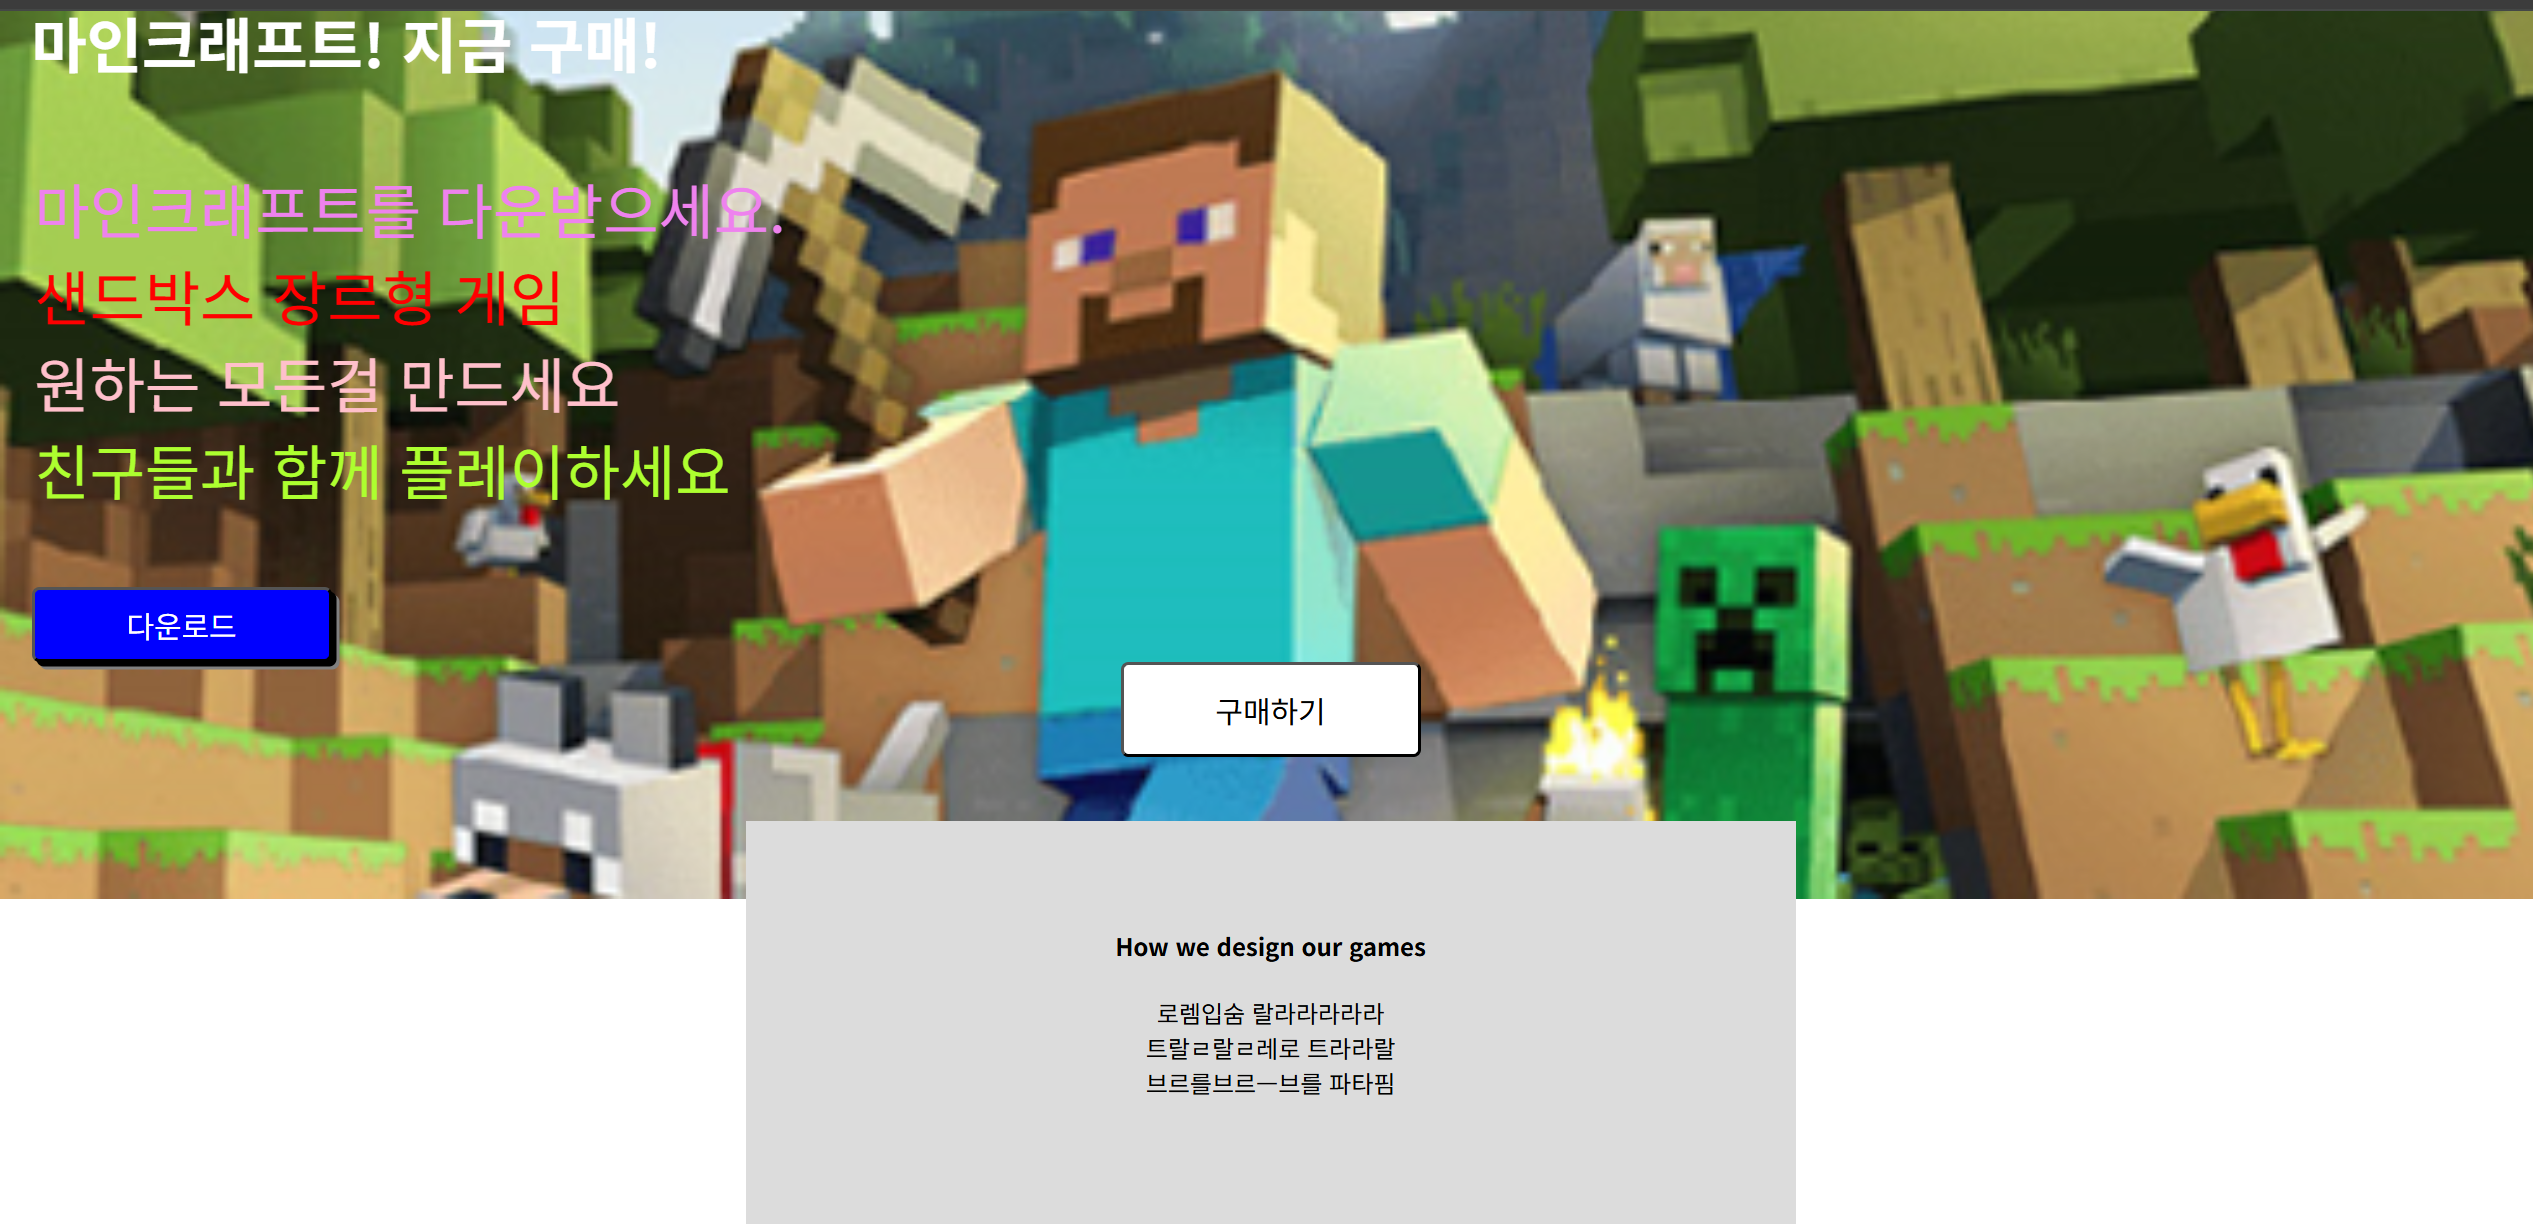 마인크래프트! 지금 구매!
마인크래프트를 다운받으세요.
샌드박스 장르형 게임
원하는 모든걸 만드세요
친구들과 함께 플레이하세요
다운로드
구매하기
How we design our games
로렘입숨 랄라라라라라
트랄ㄹ랄ㄹ레로 트라라랄
브르를브르ㅡ브를 파타핌